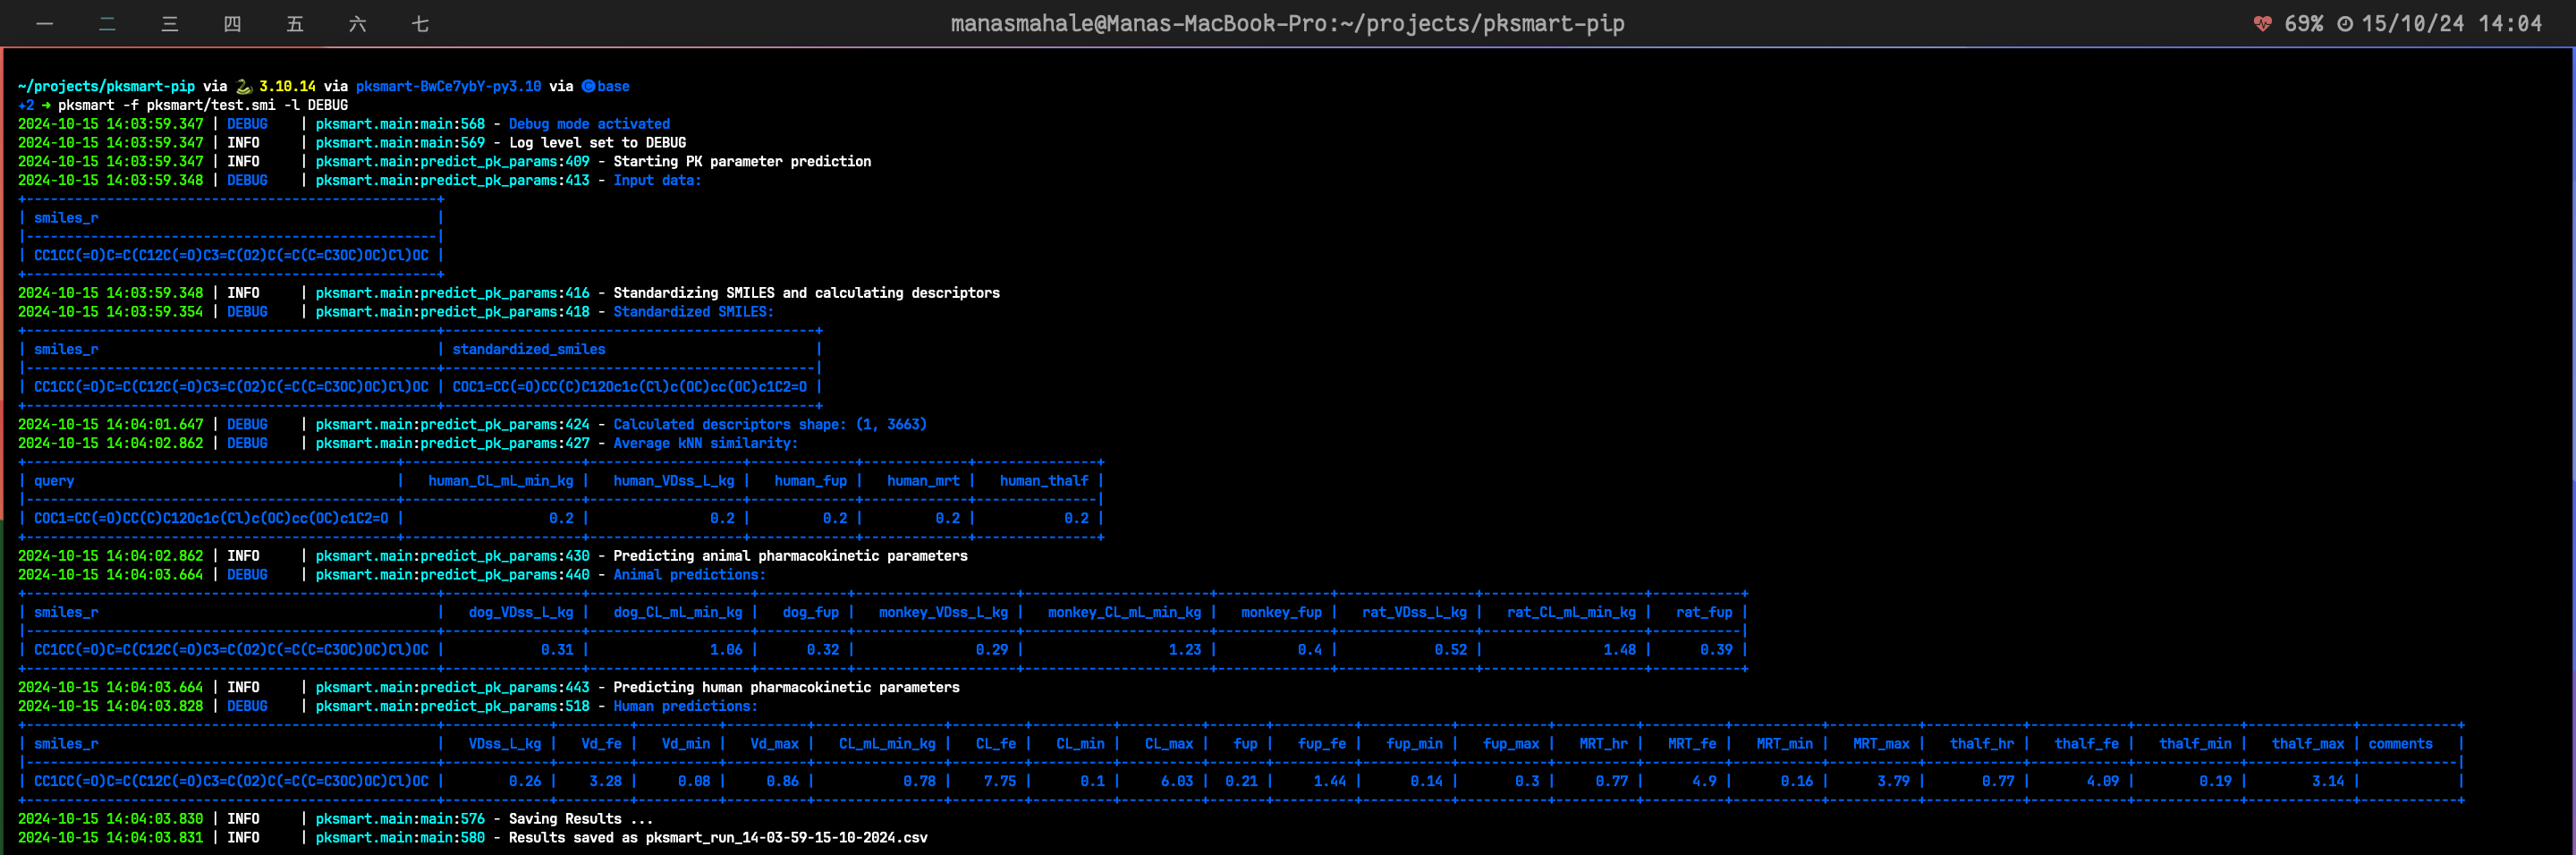 一 二 三 四 五 六 七 manasmahale@Manas-MacBook-Pro:~/projects/pksmart-pip 69% 15/10/24 14:04
~/projects/pksmart-pip via 🐍 3.10.14 via pksmart-BwCe7ybY-py3.10 via 🅒 base
✦2 ➜ pksmart -f pksmart/test.smi -l DEBUG
2024-10-15 14:03:59.347 | DEBUG    | pksmart.main:main:568 - Debug mode activated
2024-10-15 14:03:59.347 | INFO     | pksmart.main:main:569 - Log level set to DEBUG
2024-10-15 14:03:59.347 | INFO     | pksmart.main:predict_pk_params:409 - Starting PK parameter prediction
2024-10-15 14:03:59.348 | DEBUG    | pksmart.main:predict_pk_params:413 - Input data:
| smiles_r |
| CC1CC(=O)C=C(C12C(=O)C3=C(O2)C(=C(C=C3OC)OC)Cl)OC |
2024-10-15 14:03:59.348 | INFO     | pksmart.main:predict_pk_params:416 - Standardizing SMILES and calculating descriptors
2024-10-15 14:03:59.354 | DEBUG    | pksmart.main:predict_pk_params:418 - Standardized SMILES:
| smiles_r | standardized_smiles |
| CC1CC(=O)C=C(C12C(=O)C3=C(O2)C(=C(C=C3OC)OC)Cl)OC | COC1=CC(=O)CC(C)C12Oc1c(Cl)c(OC)cc(OC)c1C2=O |
2024-10-15 14:04:01.647 | DEBUG    | pksmart.main:predict_pk_params:424 - Calculated descriptors shape: (1, 3663)
2024-10-15 14:04:02.862 | DEBUG    | pksmart.main:predict_pk_params:427 - Average kNN similarity:
| query | human_CL_mL_min_kg | human_VDss_L_kg | human_fup | human_mrt | human_thalf |
| COC1=CC(=O)CC(C)C12Oc1c(Cl)c(OC)cc(OC)c1C2=O | 0.2 | 0.2 | 0.2 | 0.2 | 0.2 |
2024-10-15 14:04:02.862 | INFO     | pksmart.main:predict_pk_params:430 - Predicting animal pharmacokinetic parameters
2024-10-15 14:04:03.664 | DEBUG    | pksmart.main:predict_pk_params:440 - Animal predictions:
| smiles_r | dog_VDss_L_kg | dog_CL_mL_min_kg | dog_fup | monkey_VDss_L_kg | monkey_CL_mL_min_kg | monkey_fup | rat_VDss_L_kg | rat_CL_mL_min_kg | rat_fup |
| CC1CC(=O)C=C(C12C(=O)C3=C(O2)C(=C(C=C3OC)OC)Cl)OC | 0.31 | 1.06 | 0.32 | 0.29 | 1.23 | 0.4 | 0.52 | 1.48 | 0.39 |
2024-10-15 14:04:03.664 | INFO     | pksmart.main:predict_pk_params:443 - Predicting human pharmacokinetic parameters
2024-10-15 14:04:03.828 | DEBUG    | pksmart.main:predict_pk_params:518 - Human predictions:
| smiles_r | VDss_L_kg | Vd_fe | Vd_min | Vd_max | CL_mL_min_kg | CL_fe | CL_min | CL_max | fup | fup_fe | fup_min | fup_max | MRT_hr | MRT_fe | MRT_min | MRT_max | thalf_hr | thalf_fe | thalf_min | thalf_max | comments |
| CC1CC(=O)C=C(C12C(=O)C3=C(O2)C(=C(C=C3OC)OC)Cl)OC | 0.26 | 3.28 | 0.08 | 0.86 | 0.78 | 7.75 | 0.1 | 6.03 | 0.21 | 1.44 | 0.14 | 0.3 | 0.77 | 4.9 | 0.16 | 3.79 | 0.77 | 4.09 | 0.19 | 3.14 | |
2024-10-15 14:04:03.830 | INFO     | pksmart.main:main:576 - Saving Results ...
2024-10-15 14:04:03.831 | INFO     | pksmart.main:main:580 - Results saved as pksmart_run_14-03-59-15-10-2024.csv